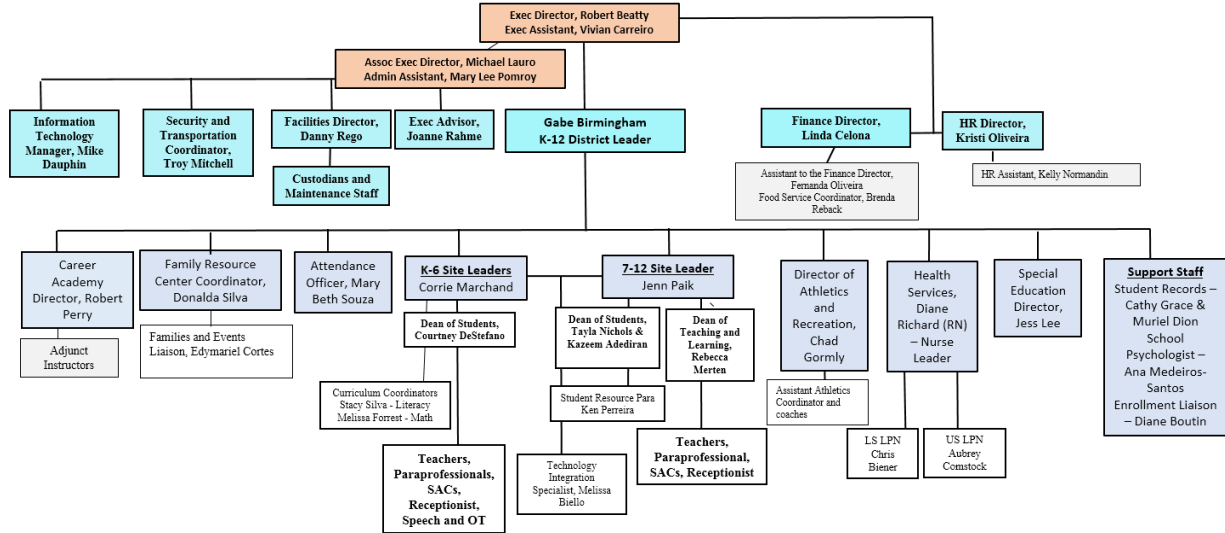 Exec Director, Robert Beatty
Exec Assistant, Vivian Carreiro
Assoc Exec Director, Michael Lauro
Admin Assistant, Mary Lee Pomroy
Information
Technology
Manager, Mike
Dauphin
Security and
Transportation
Coordinator,
Troy Mitchell
Facilities Director,
Danny Rego
Exec Advisor,
Joanne Rahme
Gabe Birmingham
K-12 District Leader
Finance Director,
Linda Celona
HR Director,
Kristi Oliveira
Custodians and
Maintenance Staff
Assistant to the Finance Director,
Fernanda Oliveira
Food Service Coordinator, Brenda
Reback
HR Assistant, Kelly Normandin
Career
Academy
Director, Robert
Perry
Adjunct
Instructors
Family Resource
Center Coordinator,
Donalda Silva
Families and Events
Liaison, Edymariel Cortes
Attendance
Officer, Mary
Beth Souza
K-6 Site Leaders
Corrie Marchand
Dean of Students,
Courtney DeStefano
Curriculum Coordinators
Stacy Silva - Literacy
Melissa Forrest - Math
Teachers,
Paraprofessionals,
SACs,
Receptionist,
Speech and OT
7-12 Site Leader
Jenn Paik
Dean of Students,
Tayla Nichols &
Kazeem Adediran
Dean of
Teaching and
Learning,
Rebecca
Merten
Student Resource Para
Ken Perreira
Technology
Integration
Specialist, Melissa
Biello
Teachers,
Paraprofessional,
SACs, Receptionist
Director of
Athletics
and
Recreation,
Chad
Gormly
Assistant Athletics
Coordinator and
coaches
Health
Services, Diane
Richard (RN)
– Nurse
Leader
LS LPN
Chris
Biener
US LPN
Aubrey
Comstock
Special
Education
Director,
Jess Lee
Support Staff
Student Records –
Cathy Grace &
Muriel Dion
School
Psychologist –
Ana Medeiros-
Santos
Enrollment Liaison
– Diane Boutin